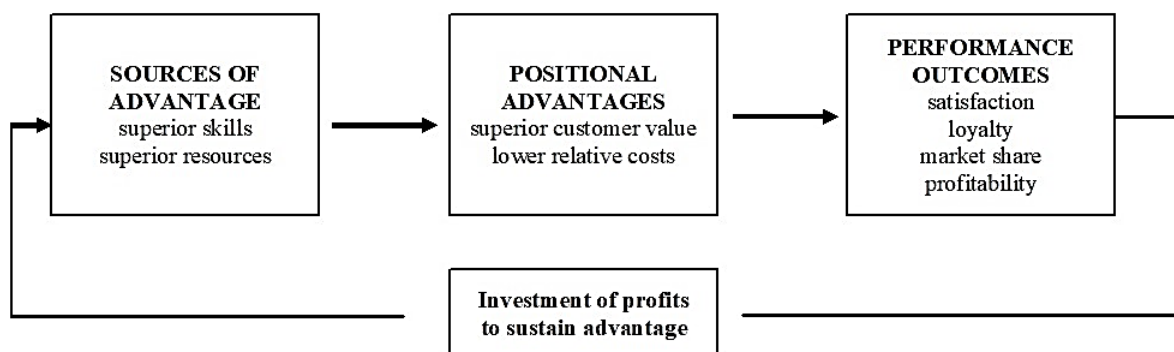 SOURCES OF
ADVANTAGE
superior skills
superior resources
POSITIONAL
ADVANTAGES
superior customer value
lower relative costs
PERFORMANCE
OUTCOMES
satisfaction
loyalty
market share
profitability
Investment of profits
to sustain advantage